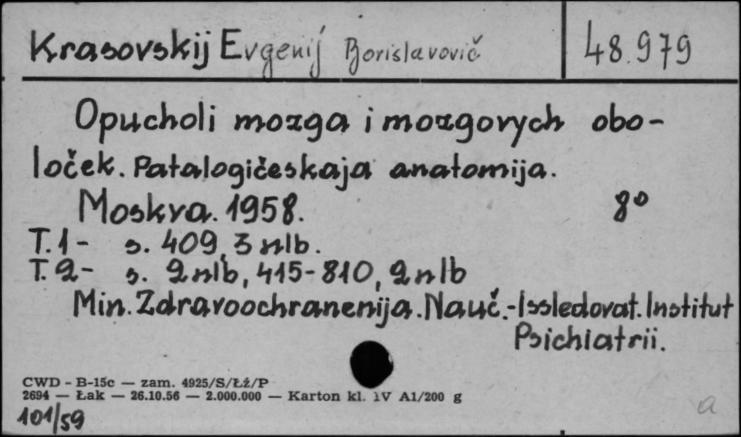 Krasovskij Evgenij Borislavovič 48.979
Opucholi mozga i mozgovych obo-
loček. Patalogičeskaja anatomija.
Moskva. 1958. 8°
T.1- s. 409, 3 nlb.
T.2- s. 2nlb, 415-810, 2nlb
Min. Zdravoochranenija. Nauč.-Issledovat. Institut
Psichiatrii.
CWD - B-15c — zam. 4925/S/Łź/P
2694 — Łak — 26.10.56 — 2.000.000 — Karton kl. IV A1/200 g
101/59 a